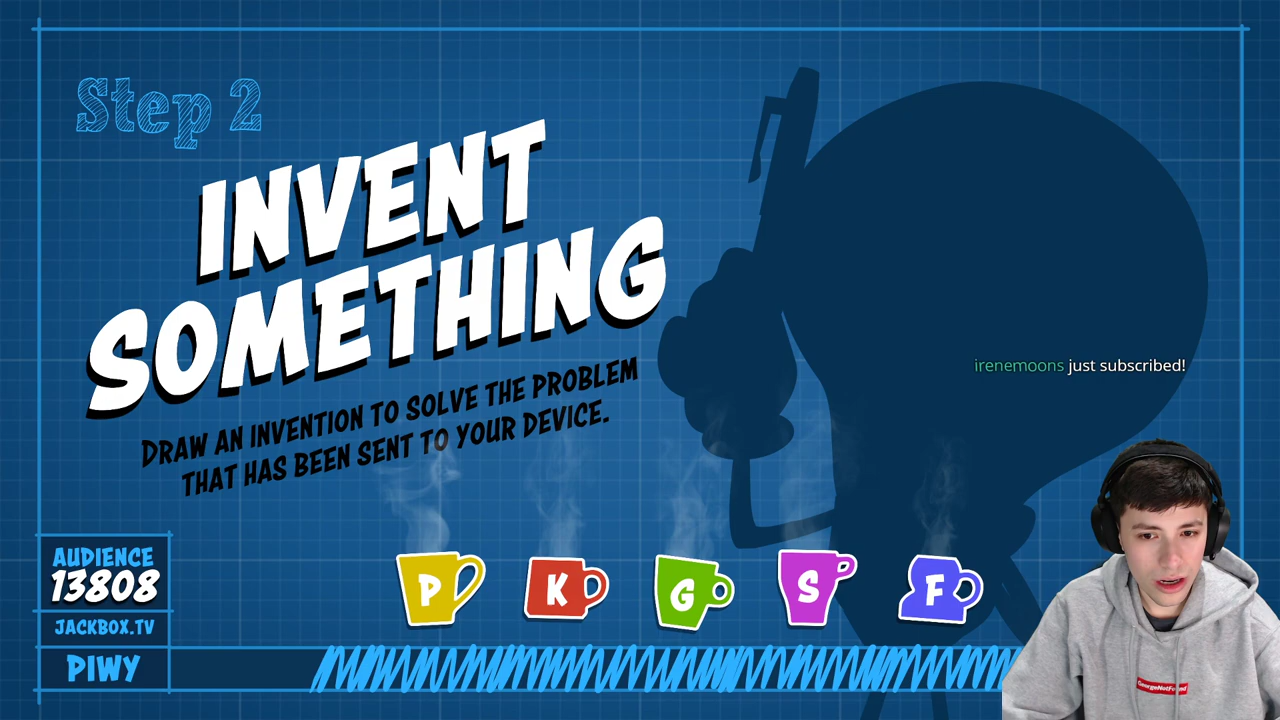 Step 2
INVENT
SOMETHING
DRAW AN INVENTION TO SOLVE THE PROBLEM
THAT HAS BEEN SENT TO YOUR DEVICE.
irenemoons just subscribed!
AUDIENCE
13808
JACKBOX.TV
PIWY
P K G S F
GeorgeNotFound